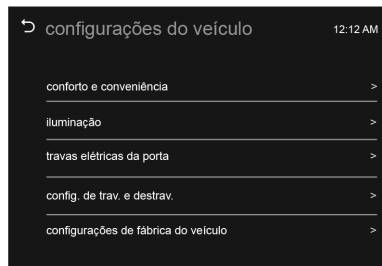 configurações do veículo 12:12 AM
conforto e conveniência >
iluminação >
travas elétricas da porta >
config. de trav. e destrav. >
configurações de fábrica do veículo >